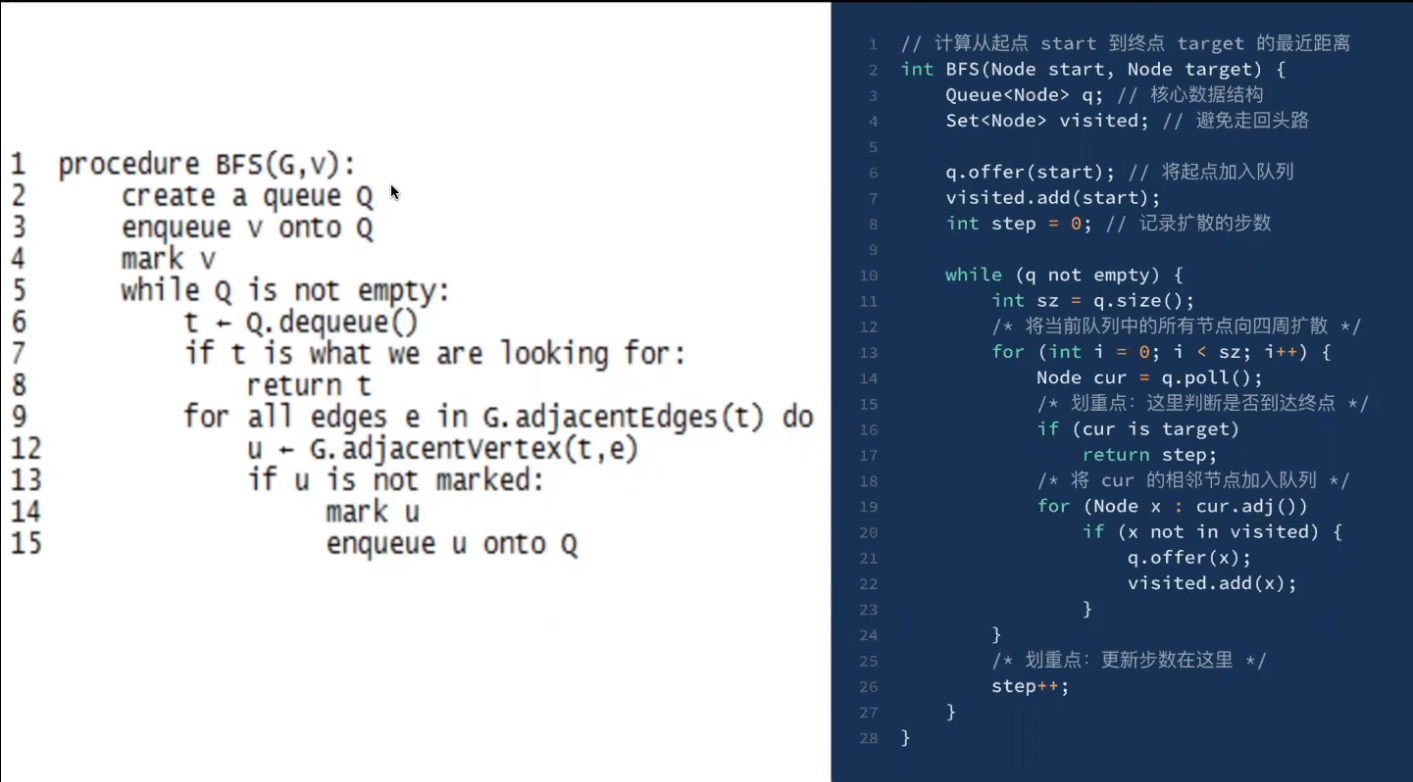 1 procedure BFS(G,v):
2 create a queue Q
3 enqueue v onto Q
4 mark v
5 while Q is not empty:
6 t ← Q.dequeue()
7 if t is what we are looking for:
8 return t
9 for all edges e in G.adjacentEdges(t) do
12 u ← G.adjacentVertex(t,e)
13 if u is not marked:
14 mark u
15 enqueue u onto Q
1 // 计算从起点 start 到终点 target 的最近距离
2 int BFS(Node start, Node target) {
3 Queue<Node> q; // 核心数据结构
4 Set<Node> visited; // 避免走回头路
5
6 q.offer(start); // 将起点加入队列
7 visited.add(start);
8 int step = 0; // 记录扩散的步数
9
10 while (q not empty) {
11 int sz = q.size();
12 /* 将当前队列中的所有节点向四周扩散 */
13 for (int i = 0; i < sz; i++) {
14 Node cur = q.poll();
15 /* 划重点：这里判断是否到达终点 */
16 if (cur is target)
17 return step;
18 /* 将 cur 的相邻节点加入队列 */
19 for (Node x : cur.adj())
20 if (x not in visited) {
21 q.offer(x);
22 visited.add(x);
23 }
24 }
25 /* 划重点：更新步数在这里 */
26 step++;
27 }
28 }